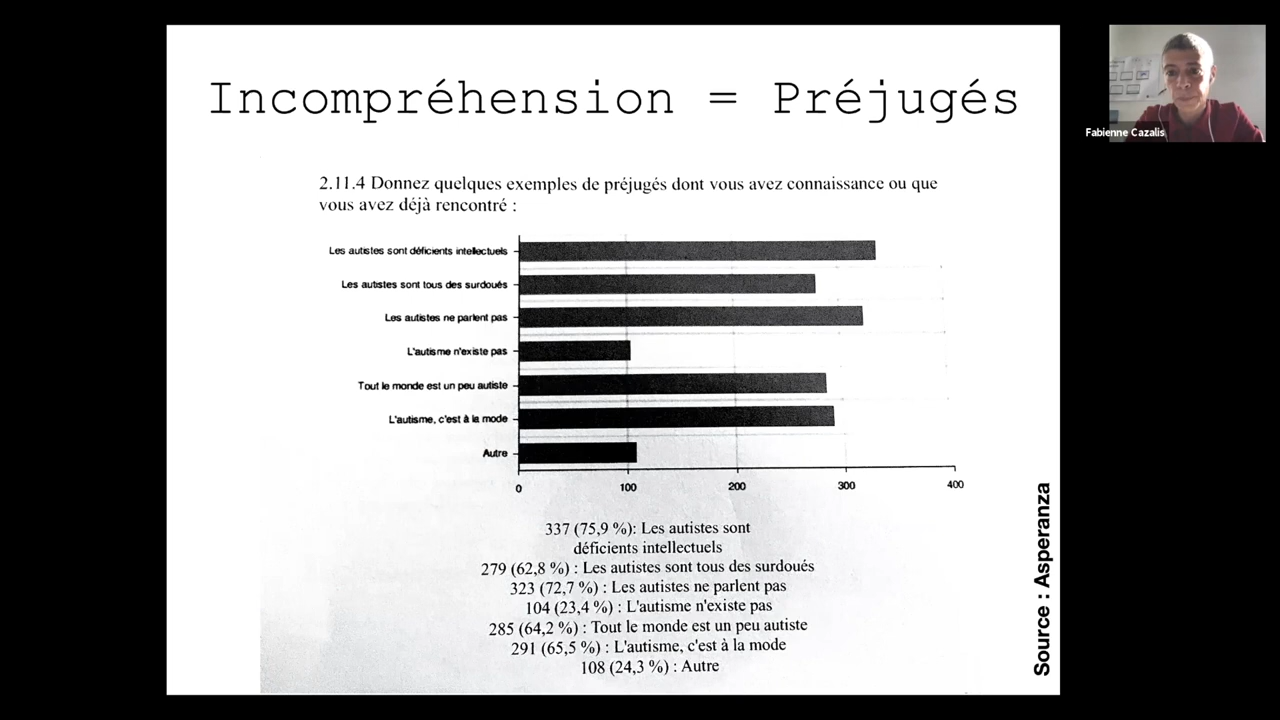 Incompréhension = Préjugés
Fabienne Cazalis
2.11.4 Donnez quelques exemples de préjugés dont vous avez connaissance ou que
vous avez déjà rencontré :
Les autistes sont déficients intellectuels
Les autistes sont tous des surdoués
Les autistes ne parlent pas
L'autisme n'existe pas
Tout le monde est un peu autiste
L'autisme, c'est à la mode
Autre
0 100 200 300 400
337 (75,9 %): Les autistes sont
déficients intellectuels
279 (62,8 %) : Les autistes sont tous des surdoués
323 (72,7 %) : Les autistes ne parlent pas
104 (23,4 %) : L'autisme n'existe pas
285 (64,2 %) : Tout le monde est un peu autiste
291 (65,5 %) : L'autisme, c'est à la mode
108 (24,3 %) : Autre
Source : Asperanza